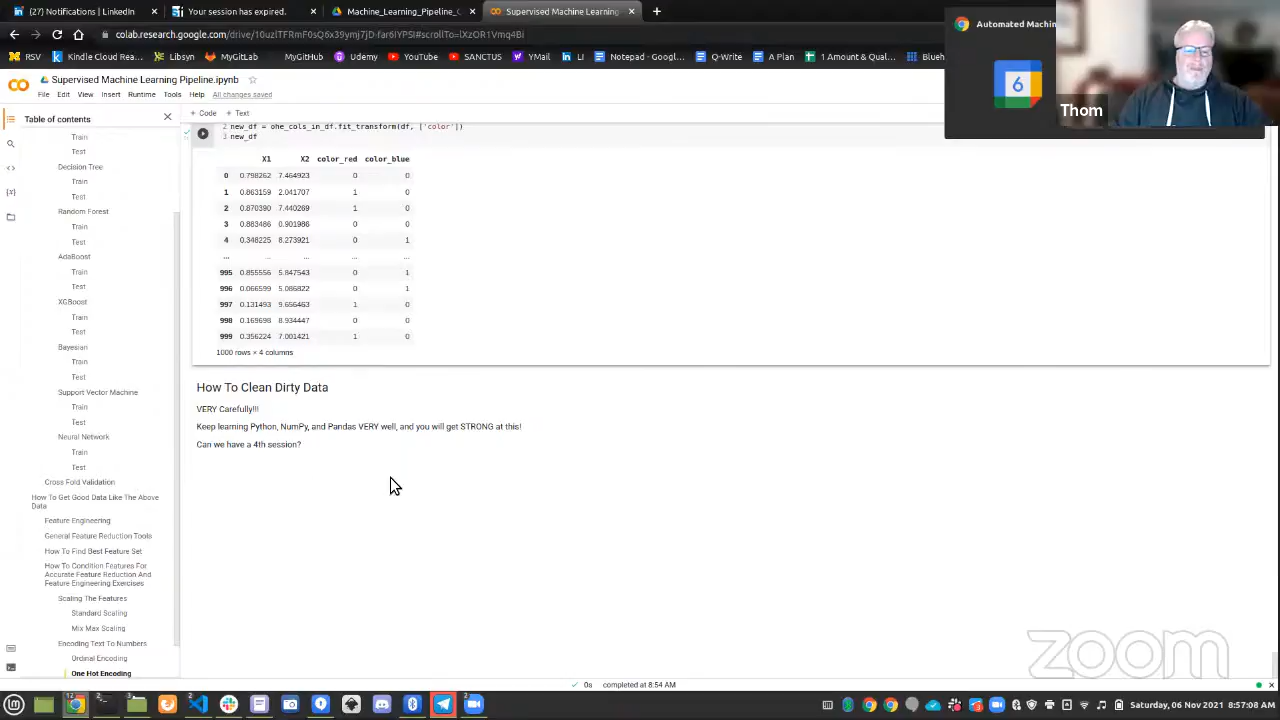 (27) Notifications | LinkedIn
Your session has expired.
Machine_Learning_Pipeline_
Supervised Machine Learning
Automated Machin
Thom
RSV
Kindle Cloud Reade
Libsyn
GitLab
MyGitHub
Udemy
YouTube
SANCTUS
YMail
LI
Notepad - Googl...
Q-Write
A Plan
1 Amount & Qual...
Blueh
6
Supervised Machine Learning Pipeline.ipynb
File Edit View Insert Runtime Tools Help All changes saved
Table of contents
Train
Test
Decision Tree
Train
Test
Random Forest
Train
Test
AdaBoost
Train
Test
XGBoost
Train
Test
Bayesian
Train
Test
Support Vector Machine
Train
Test
Neural Network
Train
Test
Cross Fold Validation
How To Get Good Data Like The Above
Data
Feature Engineering
General Feature Reduction Tools
How To Find Best Feature Set
How To Condition Features For
Accurate Feature Reduction And
Feature Engineering Exercises
Scaling The Features
Standard Scaling
Mix Max Scaling
Encoding Text To Numbers
Ordinal Encoding
One Hot Encoding
+ Code + Text
2 new_df = ohe_cols_in_df.fit_transform(df, ['color'])
3 new_df
X1 X2 color_red color_blue
0 0.798262 7.464923 0 0
1 0.863159 2.041707 1 0
2 0.870390 7.440269 1 0
3 0.883486 0.901986 0 0
4 0.348225 8.273921 0 1
... ... ... ... ...
995 0.855556 5.847543 0 1
996 0.066599 5.086822 0 1
997 0.131493 9.656463 1 0
998 0.169698 8.934447 0 0
999 0.356224 7.001421 1 0
1000 rows × 4 columns
How To Clean Dirty Data
VERY Carefully!!!
Keep learning Python, NumPy, and Pandas VERY well, and you will get STRONG at this!
Can we have a 4th session?
zoom
0s completed at 8:54 AM
Saturday, 06 Nov 2021 8:57:08 AM